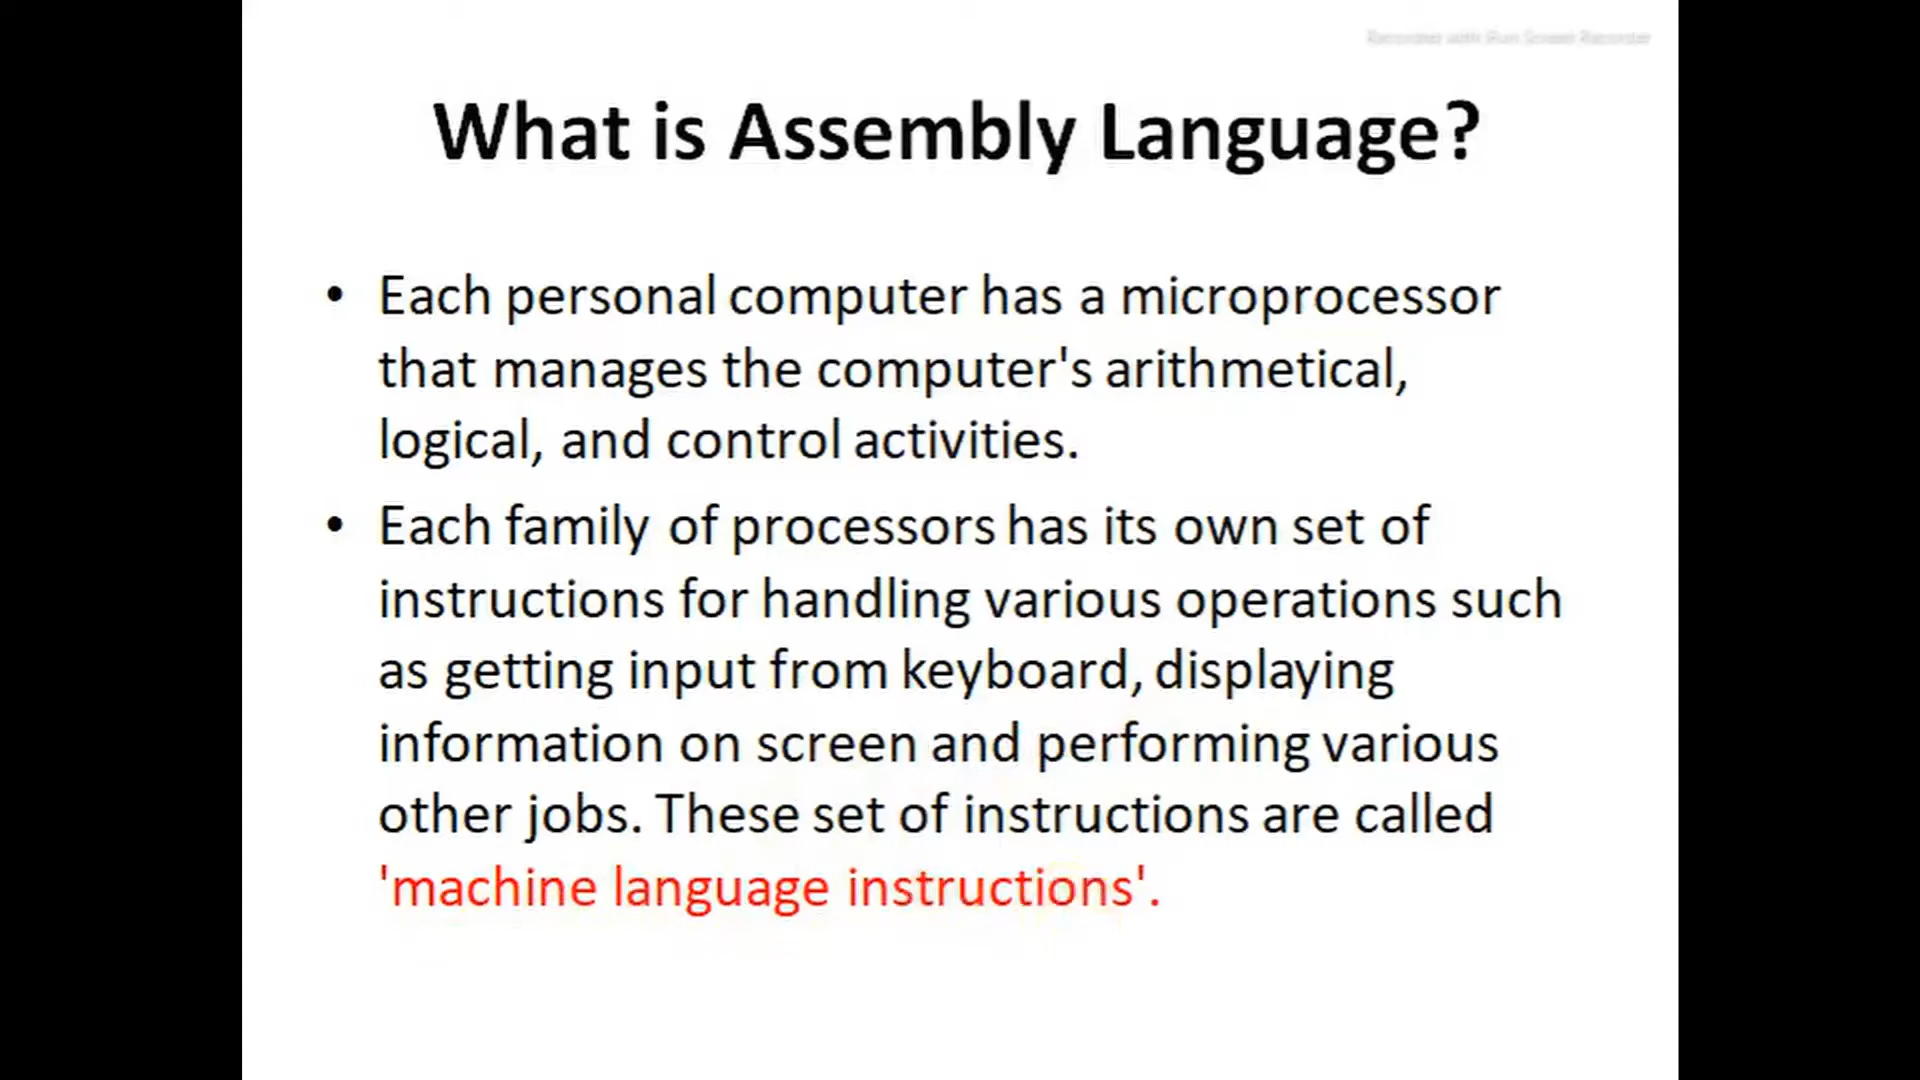 What is Assembly Language?
• Each personal computer has a microprocessor
that manages the computer's arithmetical,
logical, and control activities.
• Each family of processors has its own set of
instructions for handling various operations such
as getting input from keyboard, displaying
information on screen and performing various
other jobs. These set of instructions are called
'machine language instructions'.